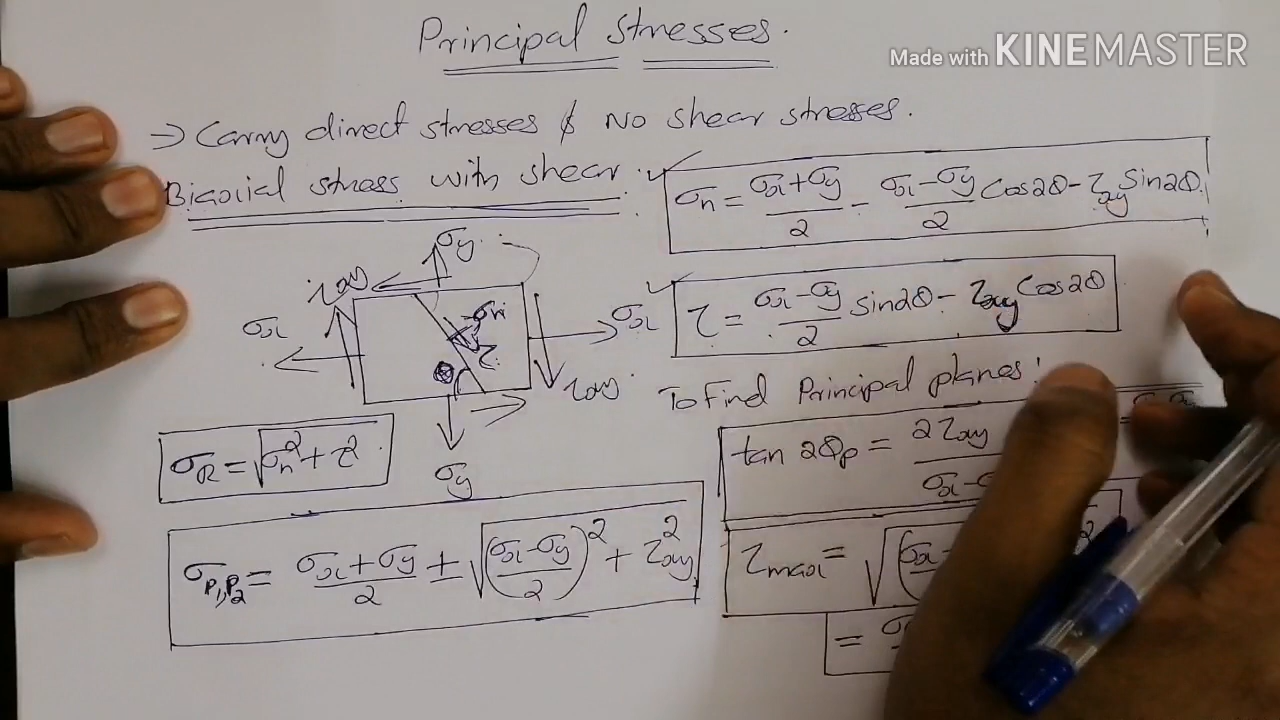 Principal Stresses.
Made with KINEMASTER
→ Carry direct stresses & No shear stresses.
Biaxial stress with shear:
σn = (σx+σy)/2 − (σx−σy)/2 Cos2θ − τxy Sin2θ.
τ = (σx−σy)/2 sin2θ − τxy Cos2θ
σy
τxy
σx
σn
τ
σx
τxy
σy
To Find Principal planes:
tan 2θp = 2τxy / σx−
σR = √(σn² + τ²)
σP1,P2 = (σx+σy)/2 ± √(((σx−σy)/2)² + τxy²)
τmax = √((σx−
=